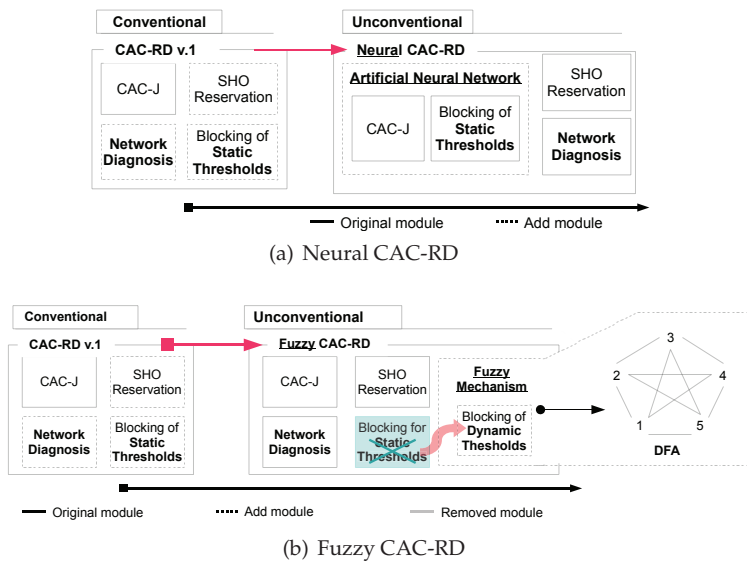 Conventional
Unconventional
CAC-RD v.1
Neural CAC-RD
CAC-J
SHO
Reservation
Network
Diagnosis
Blocking of
Static
Thresholds
Artificial Neural Network
CAC-J
Blocking of
Static
Thresholds
SHO
Reservation
Network
Diagnosis
Original module
Add module
(a) Neural CAC-RD
Conventional
Unconventional
CAC-RD v.1
Fuzzy CAC-RD
CAC-J
SHO
Reservation
Network
Diagnosis
Blocking of
Static
Thresholds
CAC-J
SHO
Reservation
Network
Diagnosis
Blocking for
Static
Thresholds
Fuzzy
Mechanism
Blocking of
Dynamic
Thesholds
3
2
4
1
5
DFA
Original module
Add module
Removed module
(b) Fuzzy CAC-RD